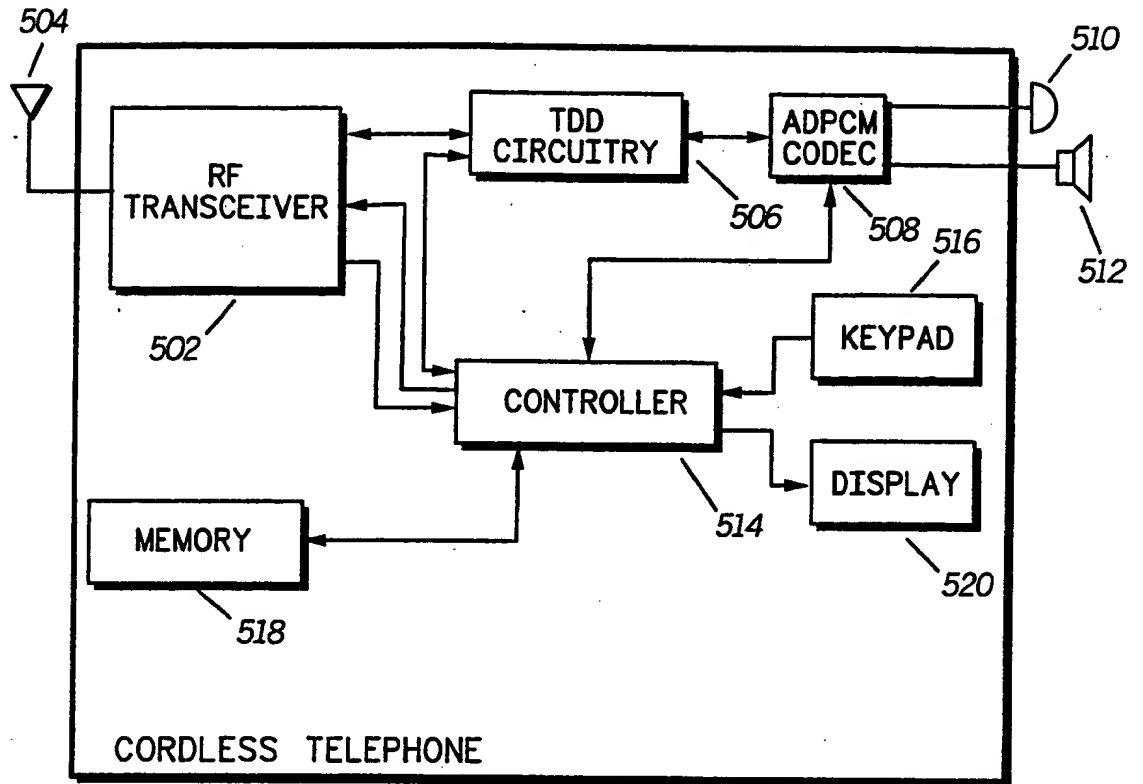 504
510
TDD
CIRCUITRY
ADPCM
CODEC
RF
TRANSCEIVER
506
508
516
512
502
KEYPAD
CONTROLLER
514
DISPLAY
MEMORY
520
518
CORDLESS TELEPHONE